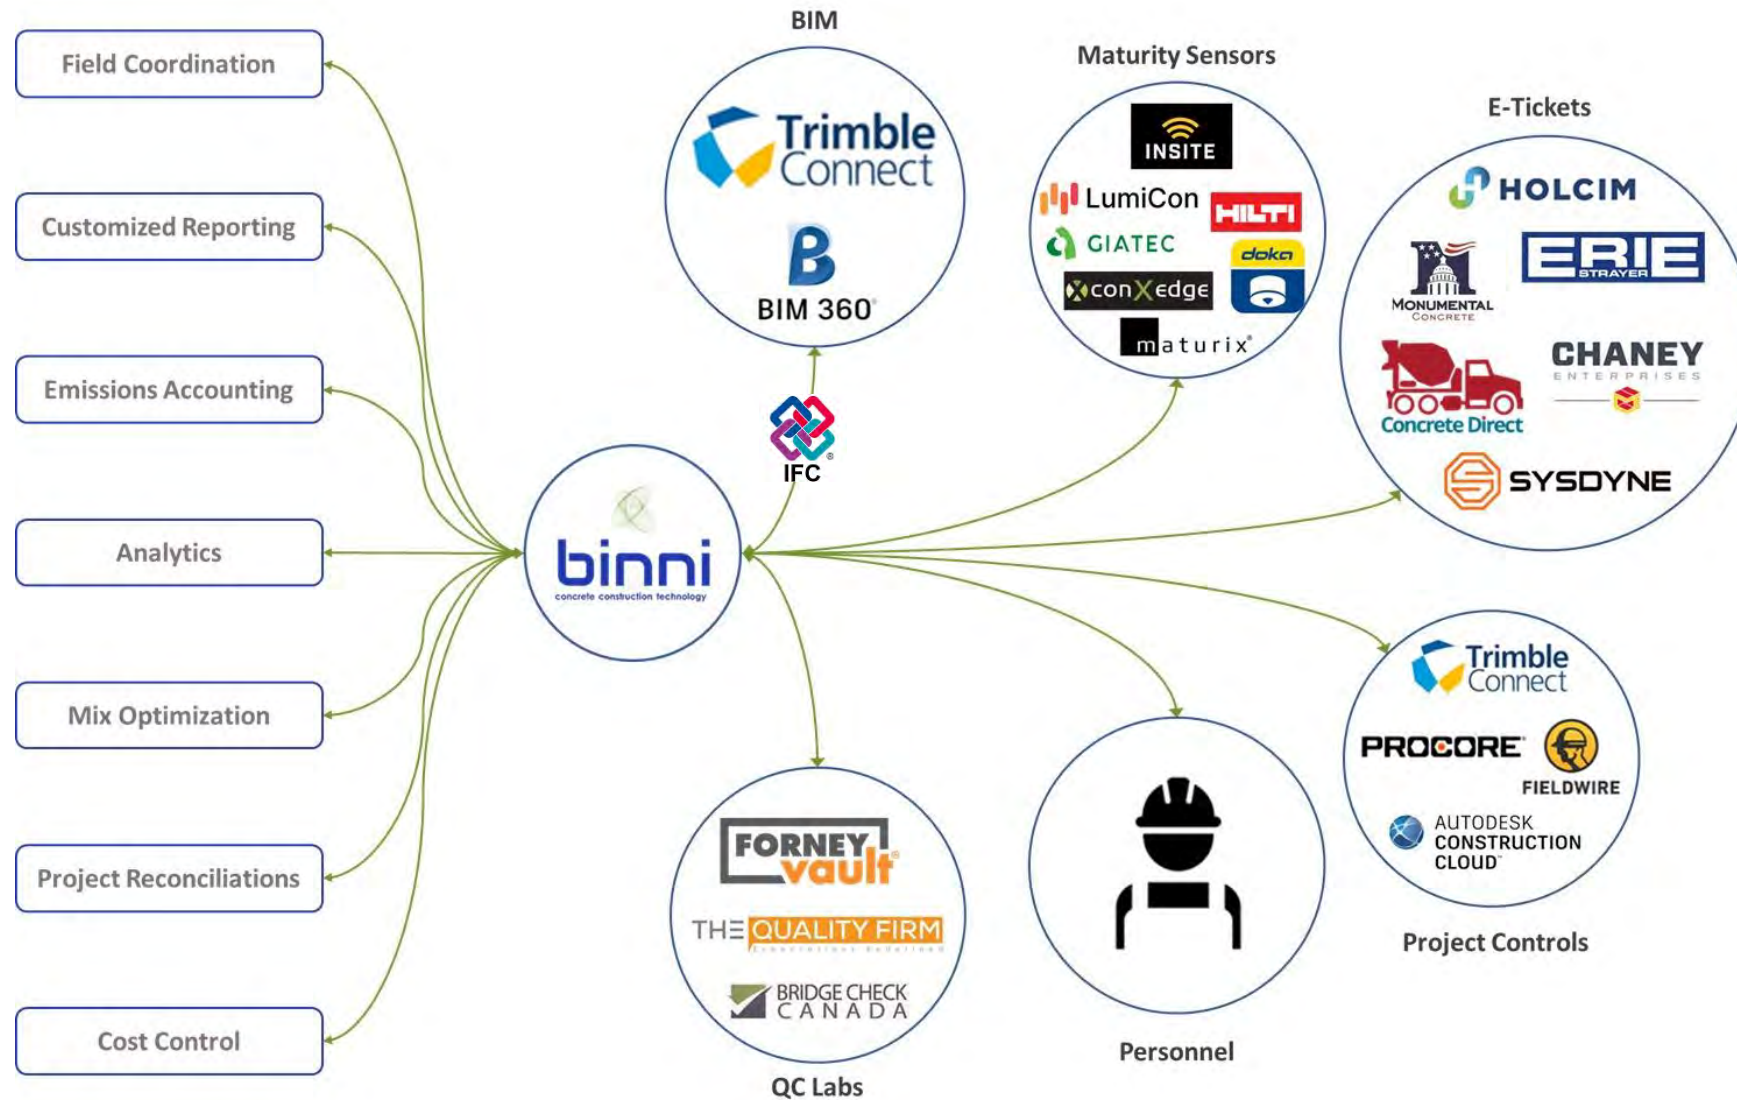 Field Coordination
Customized Reporting
Emissions Accounting
Analytics
Mix Optimization
Project Reconciliations
Cost Control
binni
concrete construction technology
BIM
Trimble
Connect
B
BIM 360
IFC
Maturity Sensors
INSITE
LumiCon
HILTI
GIATEC
doka
conXedge
maturix®
E-Tickets
HOLCIM
ERIE
STRAYER
MONUMENTAL
CONCRETE
CHANEY
ENTERPRISES
Concrete Direct
SYSDYNE
Trimble
Connect
PROCORE
FIELDWIRE
AUTODESK
CONSTRUCTION
CLOUD
Project Controls
Personnel
FORNEY
vault
THE QUALITY FIRM
BRIDGE CHECK
CANADA
QC Labs